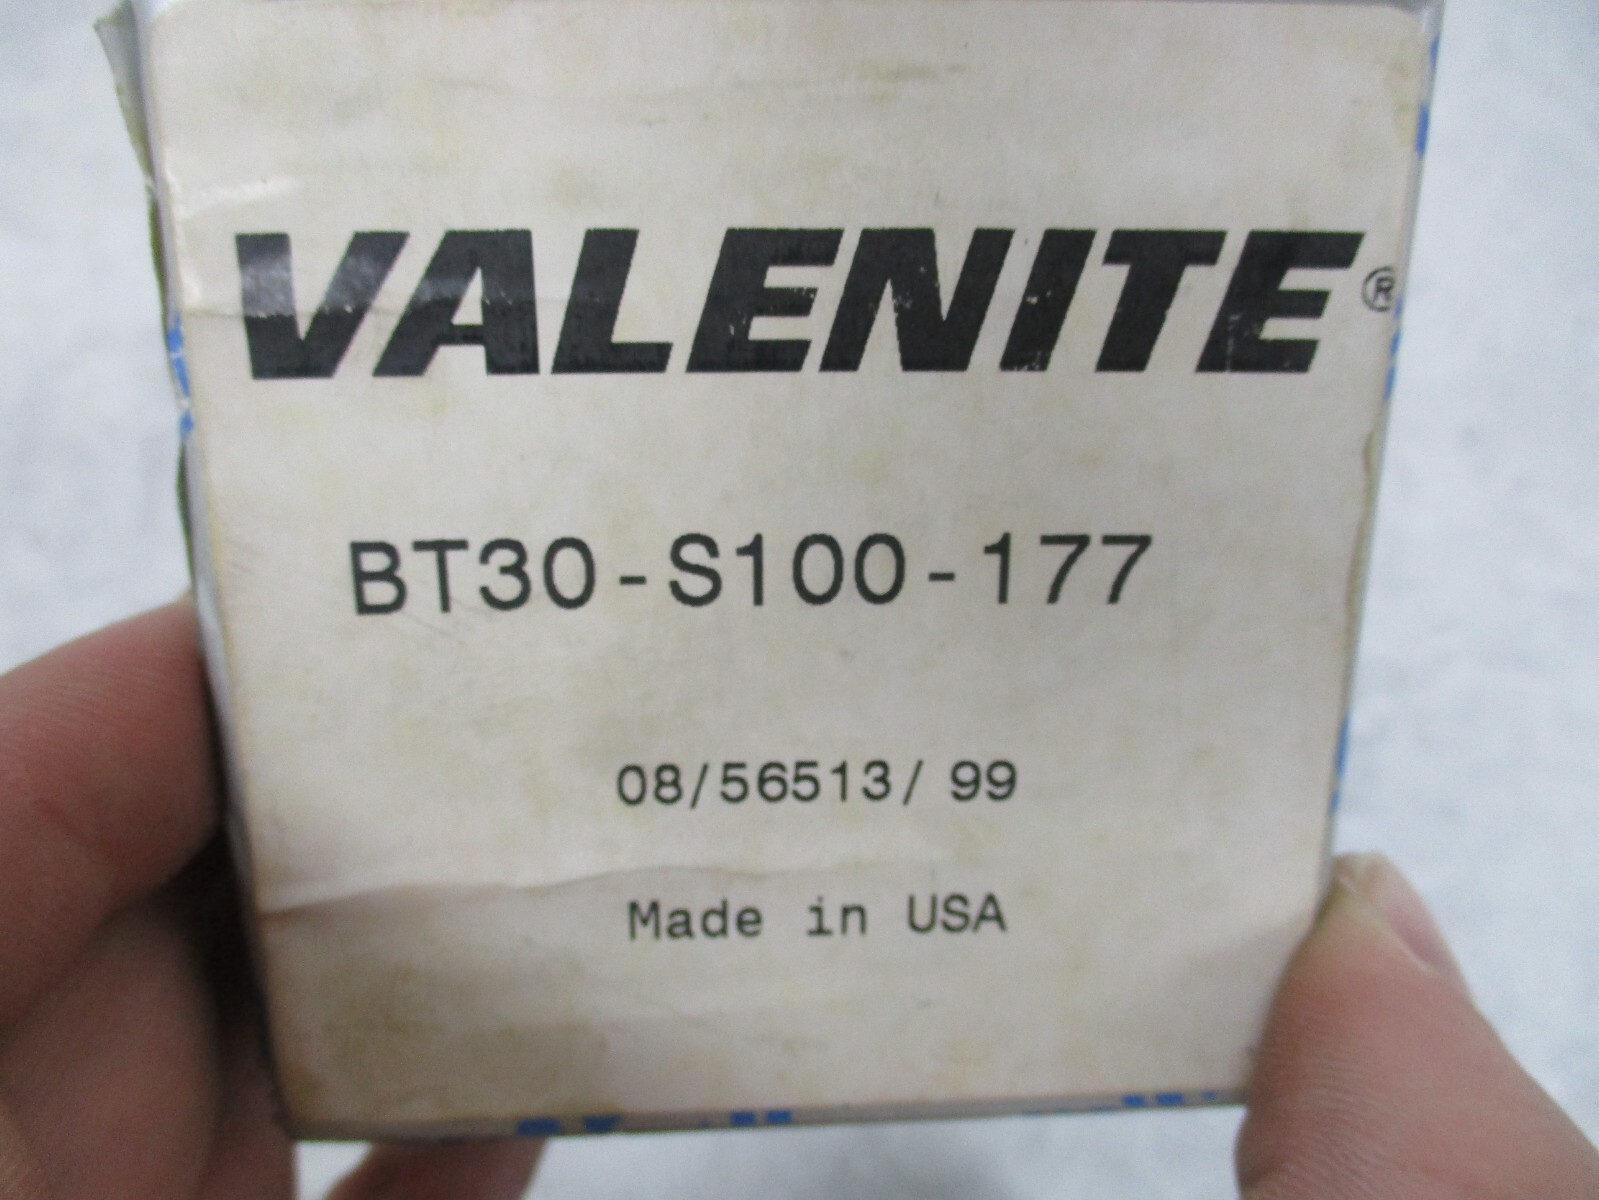 VALENITE®
BT30-S100-177
08/56513/ 99
Made in USA